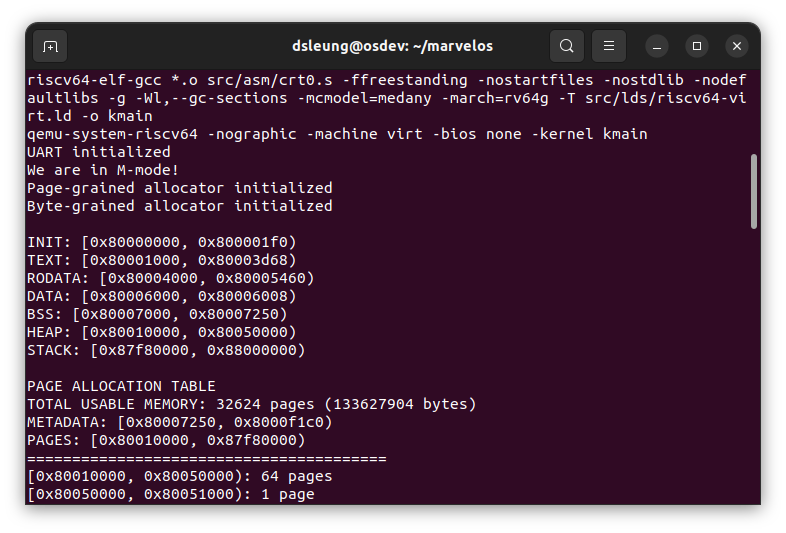 dsleung@osdev: ~/marvelos
riscv64-elf-gcc *.o src/asm/crt0.s -ffreestanding -nostartfiles -nostdlib -nodef
aultlibs -g -Wl,--gc-sections -mcmodel=medany -march=rv64g -T src/lds/riscv64-vi
rt.ld -o kmain
qemu-system-riscv64 -nographic -machine virt -bios none -kernel kmain
UART initialized
We are in M-mode!
Page-grained allocator initialized
Byte-grained allocator initialized
INIT: [0x80000000, 0x800001f0)
TEXT: [0x80001000, 0x80003d68)
RODATA: [0x80004000, 0x80005460)
DATA: [0x80006000, 0x80006008)
BSS: [0x80007000, 0x80007250)
HEAP: [0x80010000, 0x80050000)
STACK: [0x87f80000, 0x88000000)
PAGE ALLOCATION TABLE
TOTAL USABLE MEMORY: 32624 pages (133627904 bytes)
METADATA: [0x80007250, 0x8000f1c0)
PAGES: [0x80010000, 0x87f80000)
========================================
[0x80010000, 0x80050000): 64 pages
[0x80050000, 0x80051000): 1 page